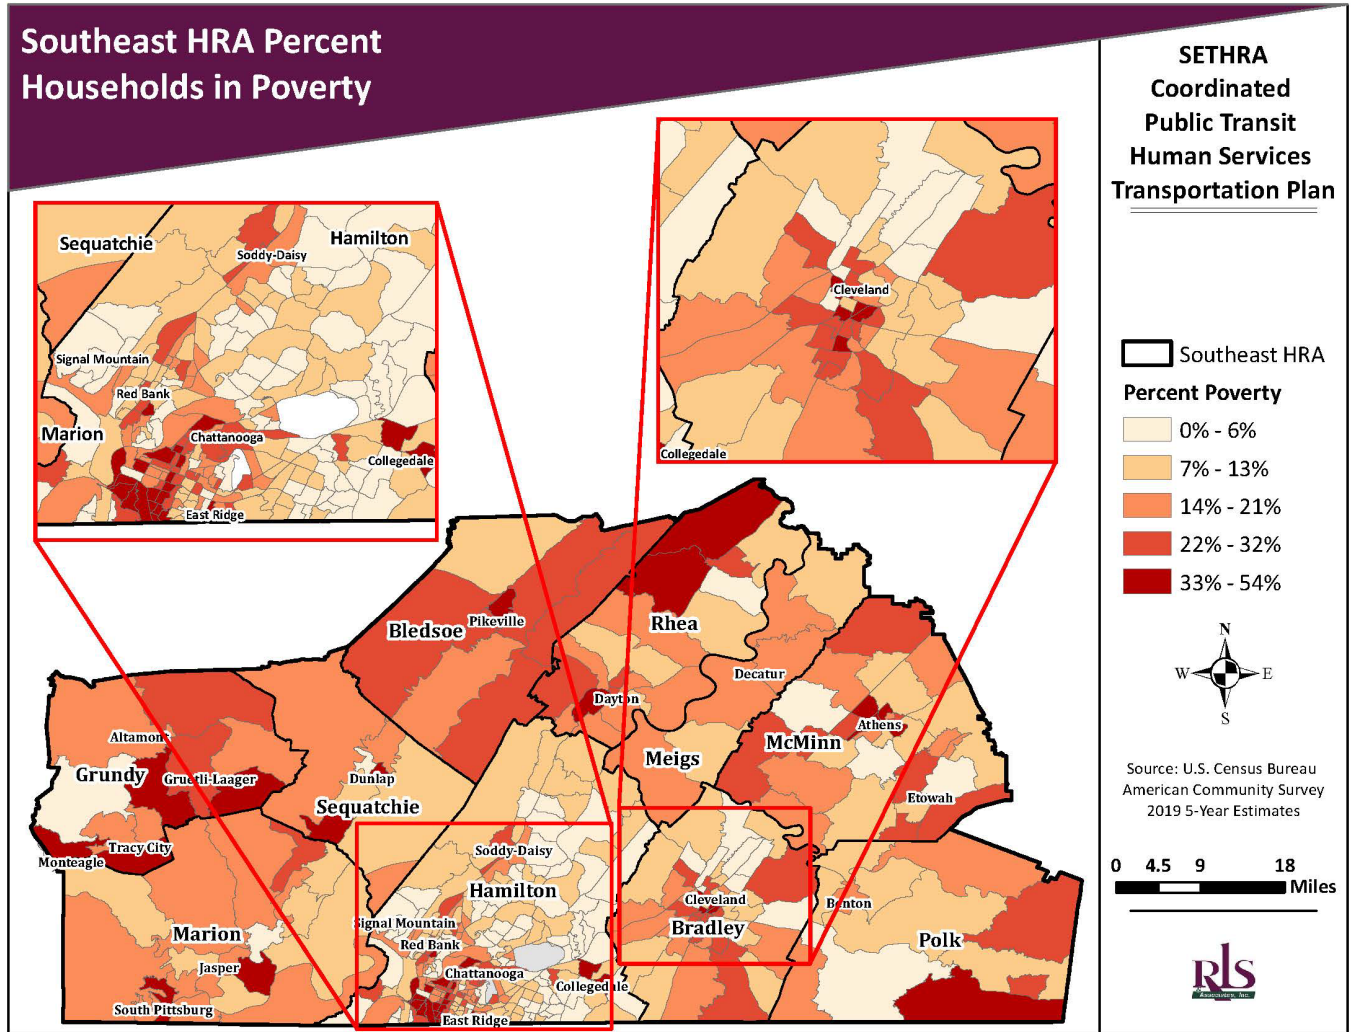 Southeast HRA Percent
Households in Poverty
SETHRA
Coordinated
Public Transit
Human Services
Transportation Plan
Southeast HRA
Percent Poverty
0% - 6%
7% - 13%
14% - 21%
22% - 32%
33% - 54%
N
W
E
S
Source: U.S. Census Bureau
American Community Survey
2019 5-Year Estimates
0 4.5 9 18
Miles
RLS
& Associates, Inc.
Sequatchie
Hamilton
Soddy-Daisy
Signal Mountain
Red Bank
Marion
Chattanooga
Collegedale
East Ridge
Cleveland
Collegedale
Bledsoe
Pikeville
Rhea
Decatur
Dayton
Altamont
Grundy
Gruetli-Laager
Dunlap
Sequatchie
Meigs
McMinn
Athens
Etowah
Monteagle
Tracy City
Soddy-Daisy
Hamilton
Signal Mountain
Red Bank
Chattanooga
Collegedale
East Ridge
Cleveland
Bradley
Benton
Polk
Marion
Jasper
South Pittsburg